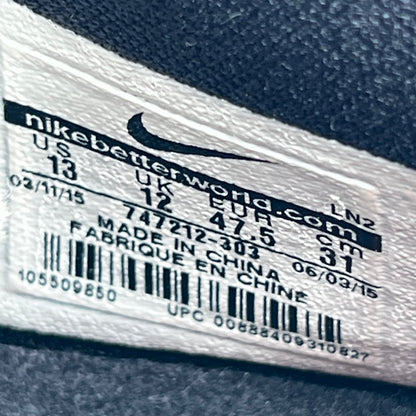 nikebetterworld.com
LN2
US UK EUR cm
13 12 47.5 31
03/11/15 747212-303 06/03/15
MADE IN CHINA
FABRIQUE EN CHINE
105509850
UPC 00888409310827